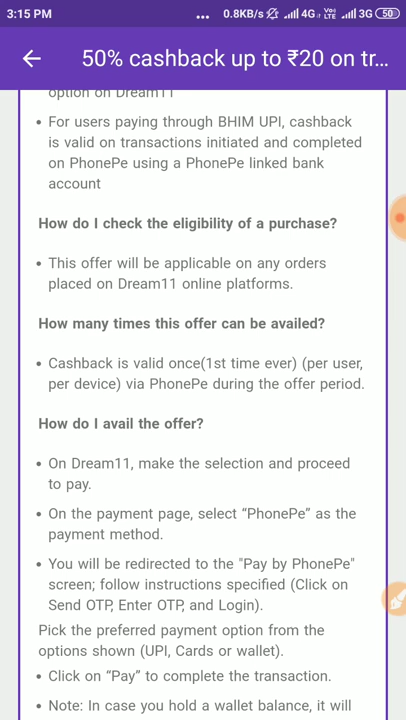 3:15 PM ... 0.8KB/s 4G VoLTE 3G 50
50% cashback up to ₹20 on tr...
option on Dream11
• For users paying through BHIM UPI, cashback
is valid on transactions initiated and completed
on PhonePe using a PhonePe linked bank
account
How do I check the eligibility of a purchase?
• This offer will be applicable on any orders
placed on Dream11 online platforms.
How many times this offer can be availed?
• Cashback is valid once(1st time ever) (per user,
per device) via PhonePe during the offer period.
How do I avail the offer?
• On Dream11, make the selection and proceed
to pay.
• On the payment page, select “PhonePe” as the
payment method.
• You will be redirected to the "Pay by PhonePe"
screen; follow instructions specified (Click on
Send OTP, Enter OTP, and Login).
Pick the preferred payment option from the
options shown (UPI, Cards or wallet).
• Click on “Pay” to complete the transaction.
• Note: In case you hold a wallet balance, it will